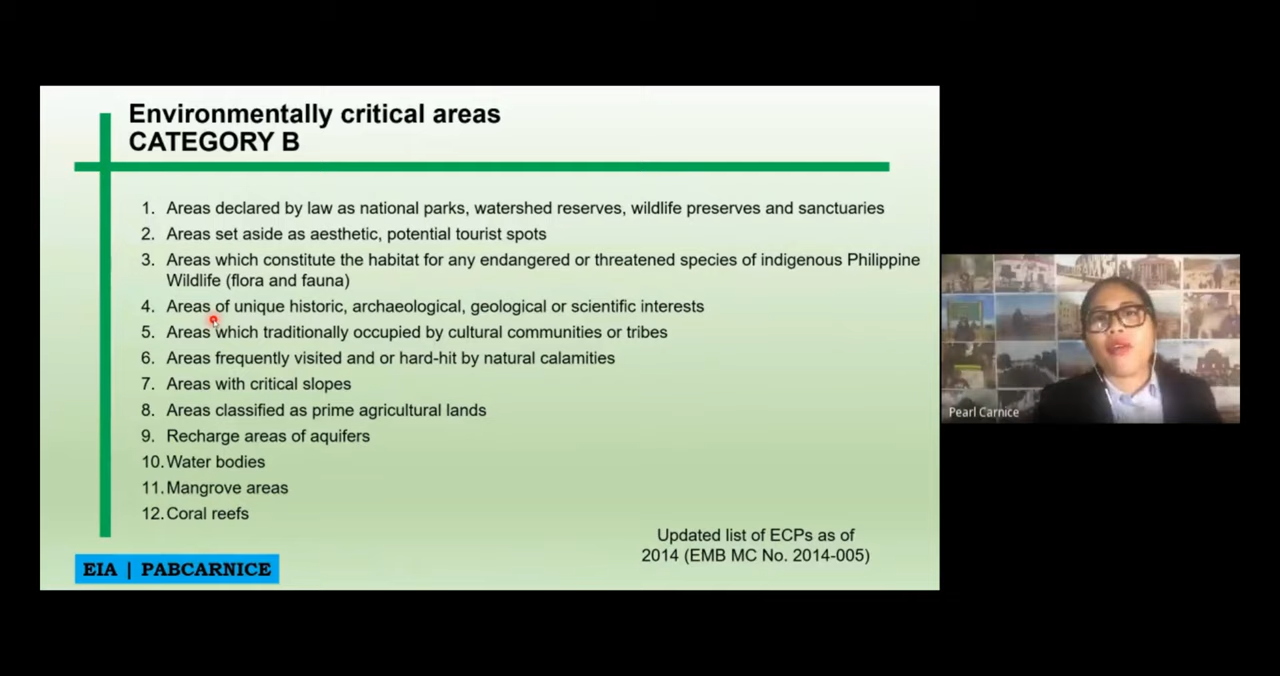 Environmentally critical areas
CATEGORY B
1. Areas declared by law as national parks, watershed reserves, wildlife preserves and sanctuaries
2. Areas set aside as aesthetic, potential tourist spots
3. Areas which constitute the habitat for any endangered or threatened species of indigenous Philippine
Wildlife (flora and fauna)
4. Areas of unique historic, archaeological, geological or scientific interests
5. Areas which traditionally occupied by cultural communities or tribes
6. Areas frequently visited and or hard-hit by natural calamities
7. Areas with critical slopes
8. Areas classified as prime agricultural lands
9. Recharge areas of aquifers
10. Water bodies
11. Mangrove areas
12. Coral reefs
Updated list of ECPs as of
2014 (EMB MC No. 2014-005)
EIA | PABCARNICE
Pearl Carnice